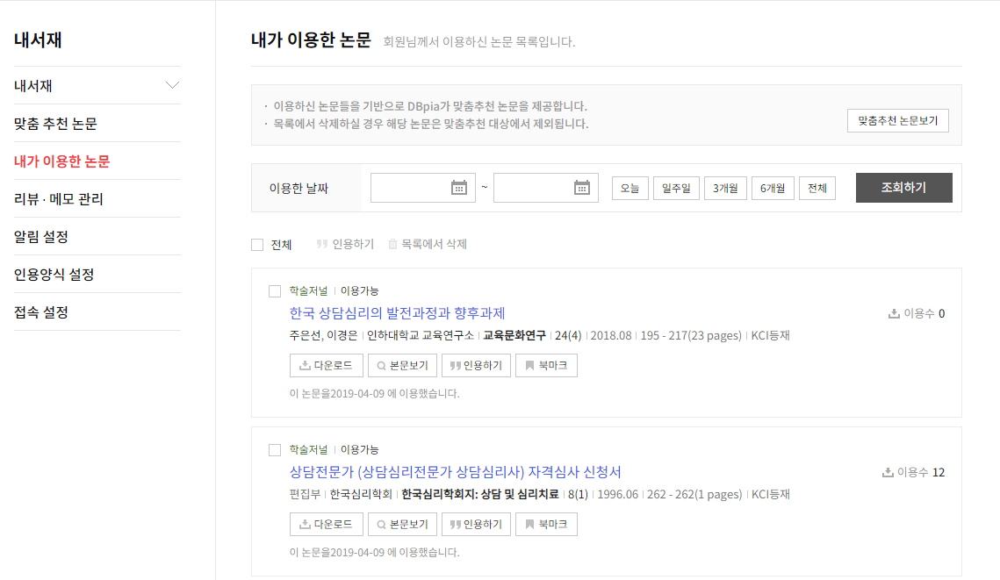 내서재
내서재
맞춤 추천 논문
내가 이용한 논문
리뷰 · 메모 관리
알림 설정
인용양식 설정
접속 설정
내가 이용한 논문 회원님께서 이용하신 논문 목록입니다.
· 이용하신 논문들을 기반으로 DBpia가 맞춤추천 논문을 제공합니다.
· 목록에서 삭제하실 경우 해당 논문은 맞춤추천 대상에서 제외됩니다.
맞춤추천 논문보기
이용한 날짜 ~ 오늘 일주일 3개월 6개월 전체 조회하기
전체 인용하기 목록에서 삭제
학술저널 | 이용가능
한국 상담심리의 발전과정과 향후과제 이용수 0
주은선, 이경은 | 인하대학교 교육연구소 | 교육문화연구 | 24(4) | 2018.08 | 195 - 217(23 pages) | KCI등재
다운로드 본문보기 인용하기 북마크
이 논문을2019-04-09 에 이용했습니다.
학술저널 | 이용가능
상담전문가 (상담심리전문가 상담심리사) 자격심사 신청서 이용수 12
편집부 | 한국심리학회 | 한국심리학회지: 상담 및 심리치료 | 8(1) | 1996.06 | 262 - 262(1 pages) | KCI등재
다운로드 본문보기 인용하기 북마크
이 논문을2019-04-09 에 이용했습니다.